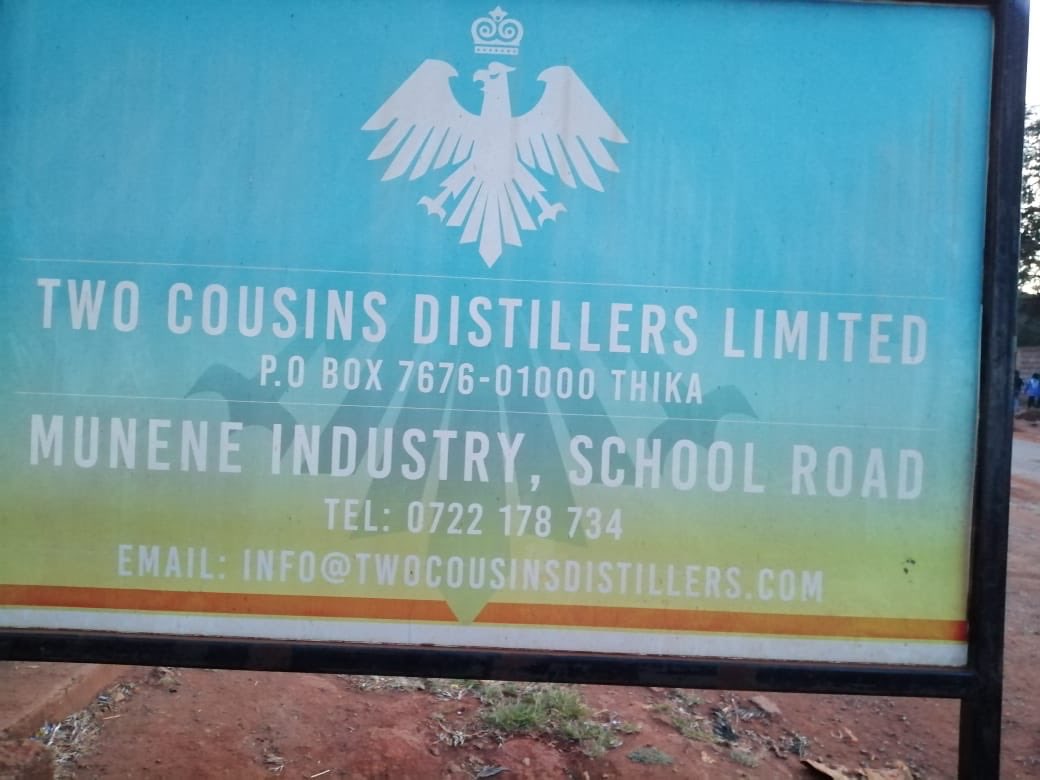 TWO COUSINS DISTILLERS LIMITED
P.O BOX 7676-01000 THIKA
MUNENE INDUSTRY, SCHOOL ROAD
TEL: 0722 178 734
EMAIL: INFO@TWOCOUSINSDISTILLERS.COM